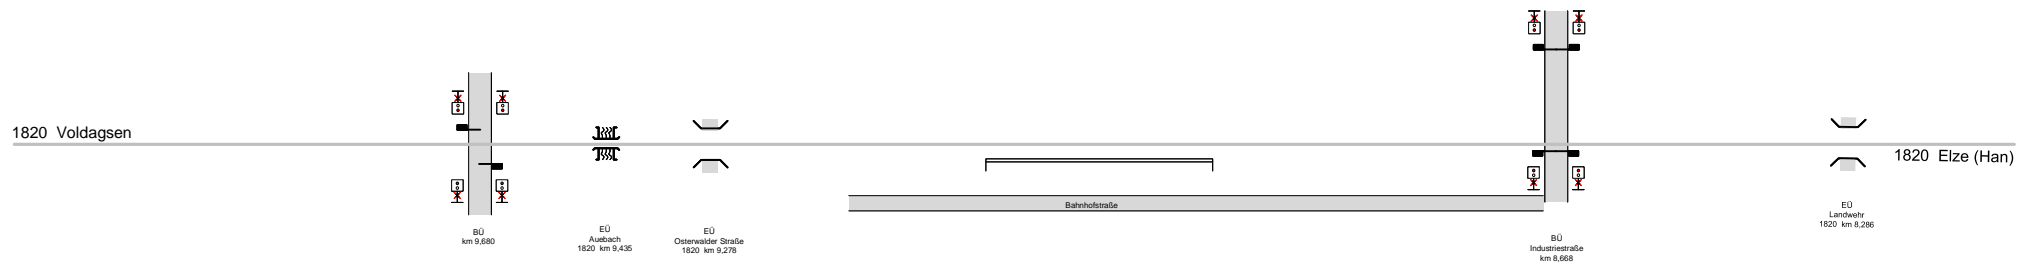 1820 Voldagsen
1820 Elze (Han)
Bahnhofstraße
BÜ
km 9,680
EÜ
Auebach
1820 km 9,435
EÜ
Osterwalder Straße
1820 km 9,278
BÜ
Industriestraße
km 8,668
EÜ
Landwehr
1820 km 8,286